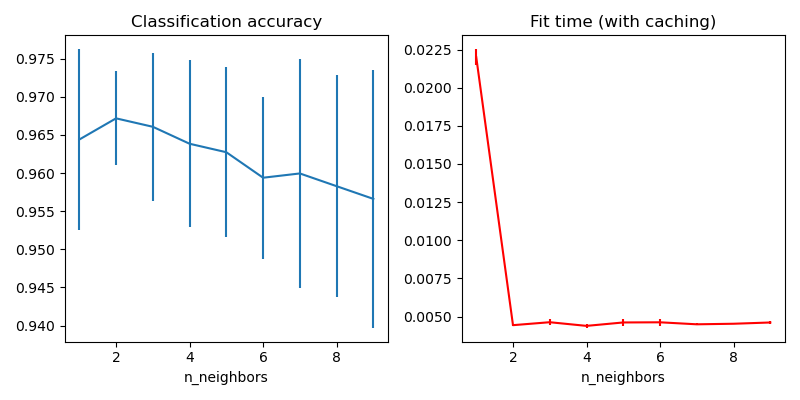 Classification accuracy
0.975
0.970
0.965
0.960
0.955
0.950
0.945
0.940
2 4 6 8
n_neighbors
Fit time (with caching)
0.0225
0.0200
0.0175
0.0150
0.0125
0.0100
0.0075
0.0050
2 4 6 8
n_neighbors